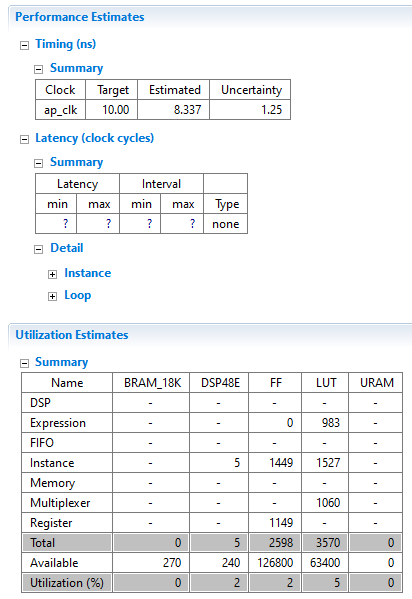 Performance Estimates
Timing (ns)
Summary
Clock Target Estimated Uncertainty
ap_clk 10.00 8.337 1.25
Latency (clock cycles)
Summary
Latency Interval
min max min max Type
? ? ? ? none
Detail
Instance
Loop
Utilization Estimates
Summary
Name BRAM_18K DSP48E FF LUT URAM
DSP - - - - -
Expression - - 0 983 -
FIFO - - - - -
Instance - 5 1449 1527 -
Memory - - - - -
Multiplexer - - - 1060 -
Register - - 1149 - -
Total 0 5 2598 3570 0
Available 270 240 126800 63400 0
Utilization (%) 0 2 2 5 0